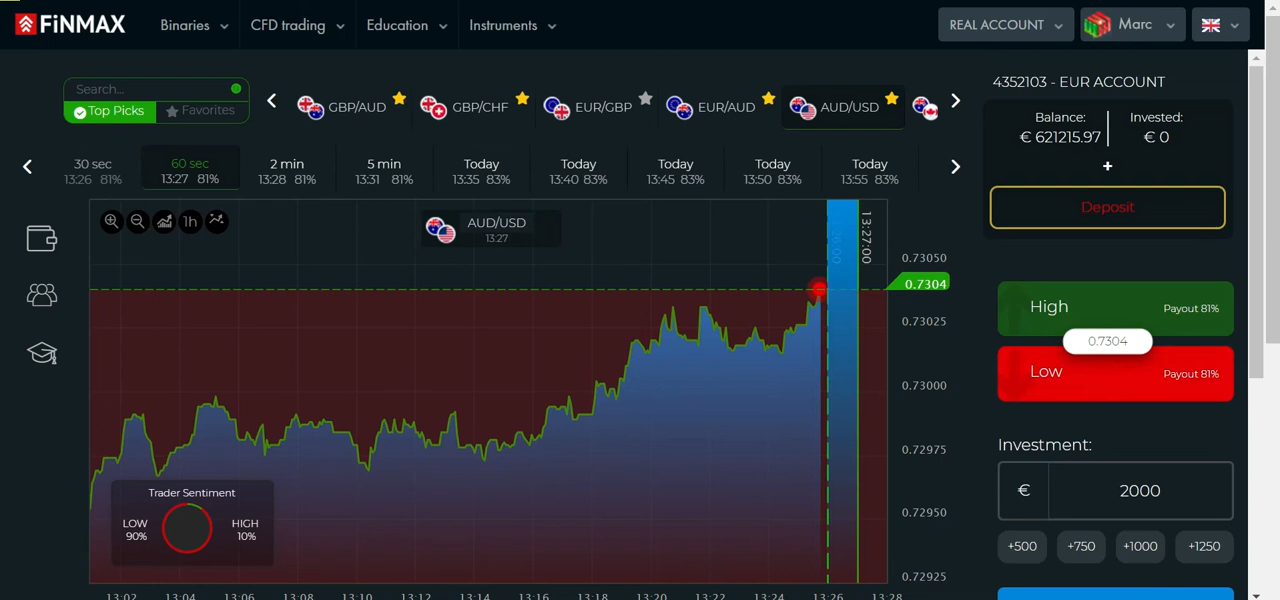 FiNMAX
Binaries
CFD trading
Education
Instruments
REAL ACCOUNT
Marc
Search...
Top Picks
Favorites
GBP/AUD
GBP/CHF
EUR/GBP
EUR/AUD
AUD/USD
30 sec
13:26 81%
60 sec
13:27 81%
2 min
13:28 81%
5 min
13:31 81%
Today
13:35 83%
Today
13:40 83%
Today
13:45 83%
Today
13:50 83%
Today
13:55 83%
4352103 - EUR ACCOUNT
Balance:
€ 621215.97
Invested:
€ 0
+
Deposit
1h
AUD/USD
13:27
13:26:00
13:27:00
0.73050
0.7304
0.73025
0.73000
0.72975
0.72950
0.72925
High
Payout 81%
0.7304
Low
Payout 81%
Investment:
€
2000
+500
+750
+1000
+1250
Trader Sentiment
LOW
90%
HIGH
10%
13:02
13:04
13:06
13:08
13:10
13:12
13:14
13:16
13:18
13:20
13:22
13:24
13:26
13:28